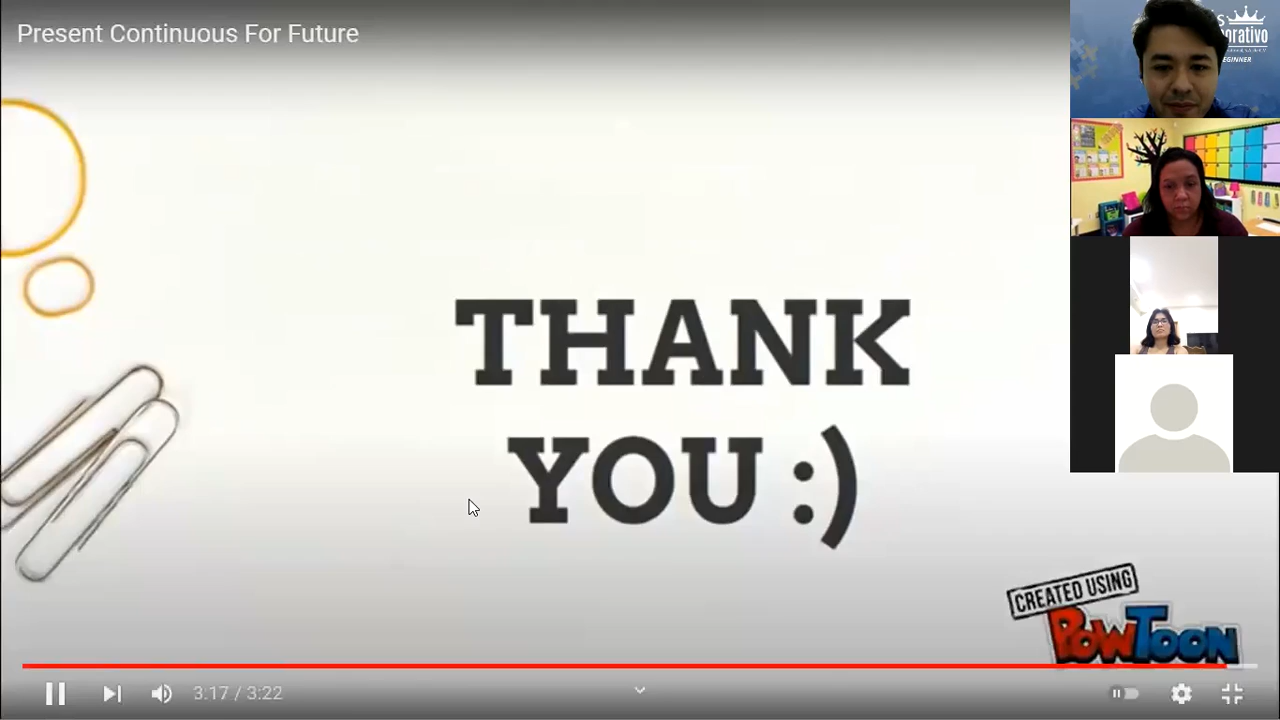 Present Continuous For Future
THANK
YOU :)
CREATED USING
POWTOON
3:17 / 3:22